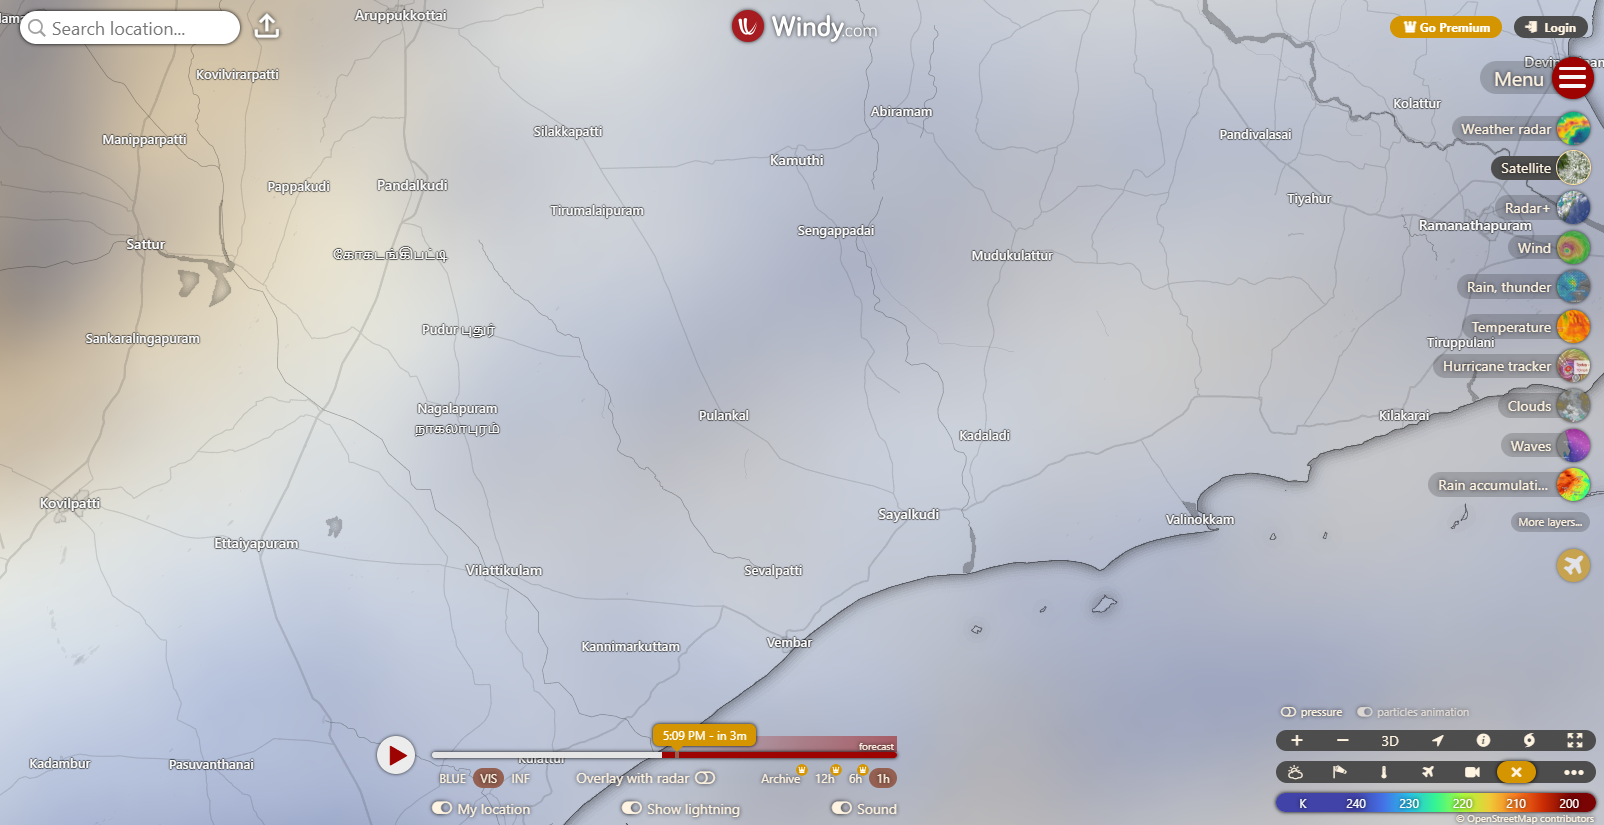 Aruppukkottai
Search location...
Windy.com
Go Premium
Login
Menu
Kovilvirarpatti
Kolattur
Abiramam
Weather radar
Silakkapatti
Pandivalasai
Manipparpatti
Kamuthi
Satellite
Pappakudi
Pandalkudi
Tiyahur
Radar+
Tirumalaipuram
Ramanathapuram
Sengappadai
Sattur
Wind
கோகடங்கிபட்டி
Mudukulattur
Rain, thunder
Temperature
Pudur புதூர்
Sankaralingapuram
Tiruppulani
Hurricane tracker
Clouds
Nagalapuram
நாகலாபுரம்
Pulankal
Kilakarai
Kadaladi
Waves
Rain accumulati...
Kovilpatti
Sayalkudi
Valinokkam
More layers...
Ettaiyapuram
Vilattikulam
Sevalpatti
Kannimarkuttam
Vembar
pressure
particles animation
5:09 PM - in 3m
forecast
3D
Kulattur
Kadambur
Pasuvanthanai
BLUE VIS INF
Overlay with radar
Archive 12h 6h 1h
K 240 230 220 210 200
My location
Show lightning
Sound
© OpenStreetMap contributors